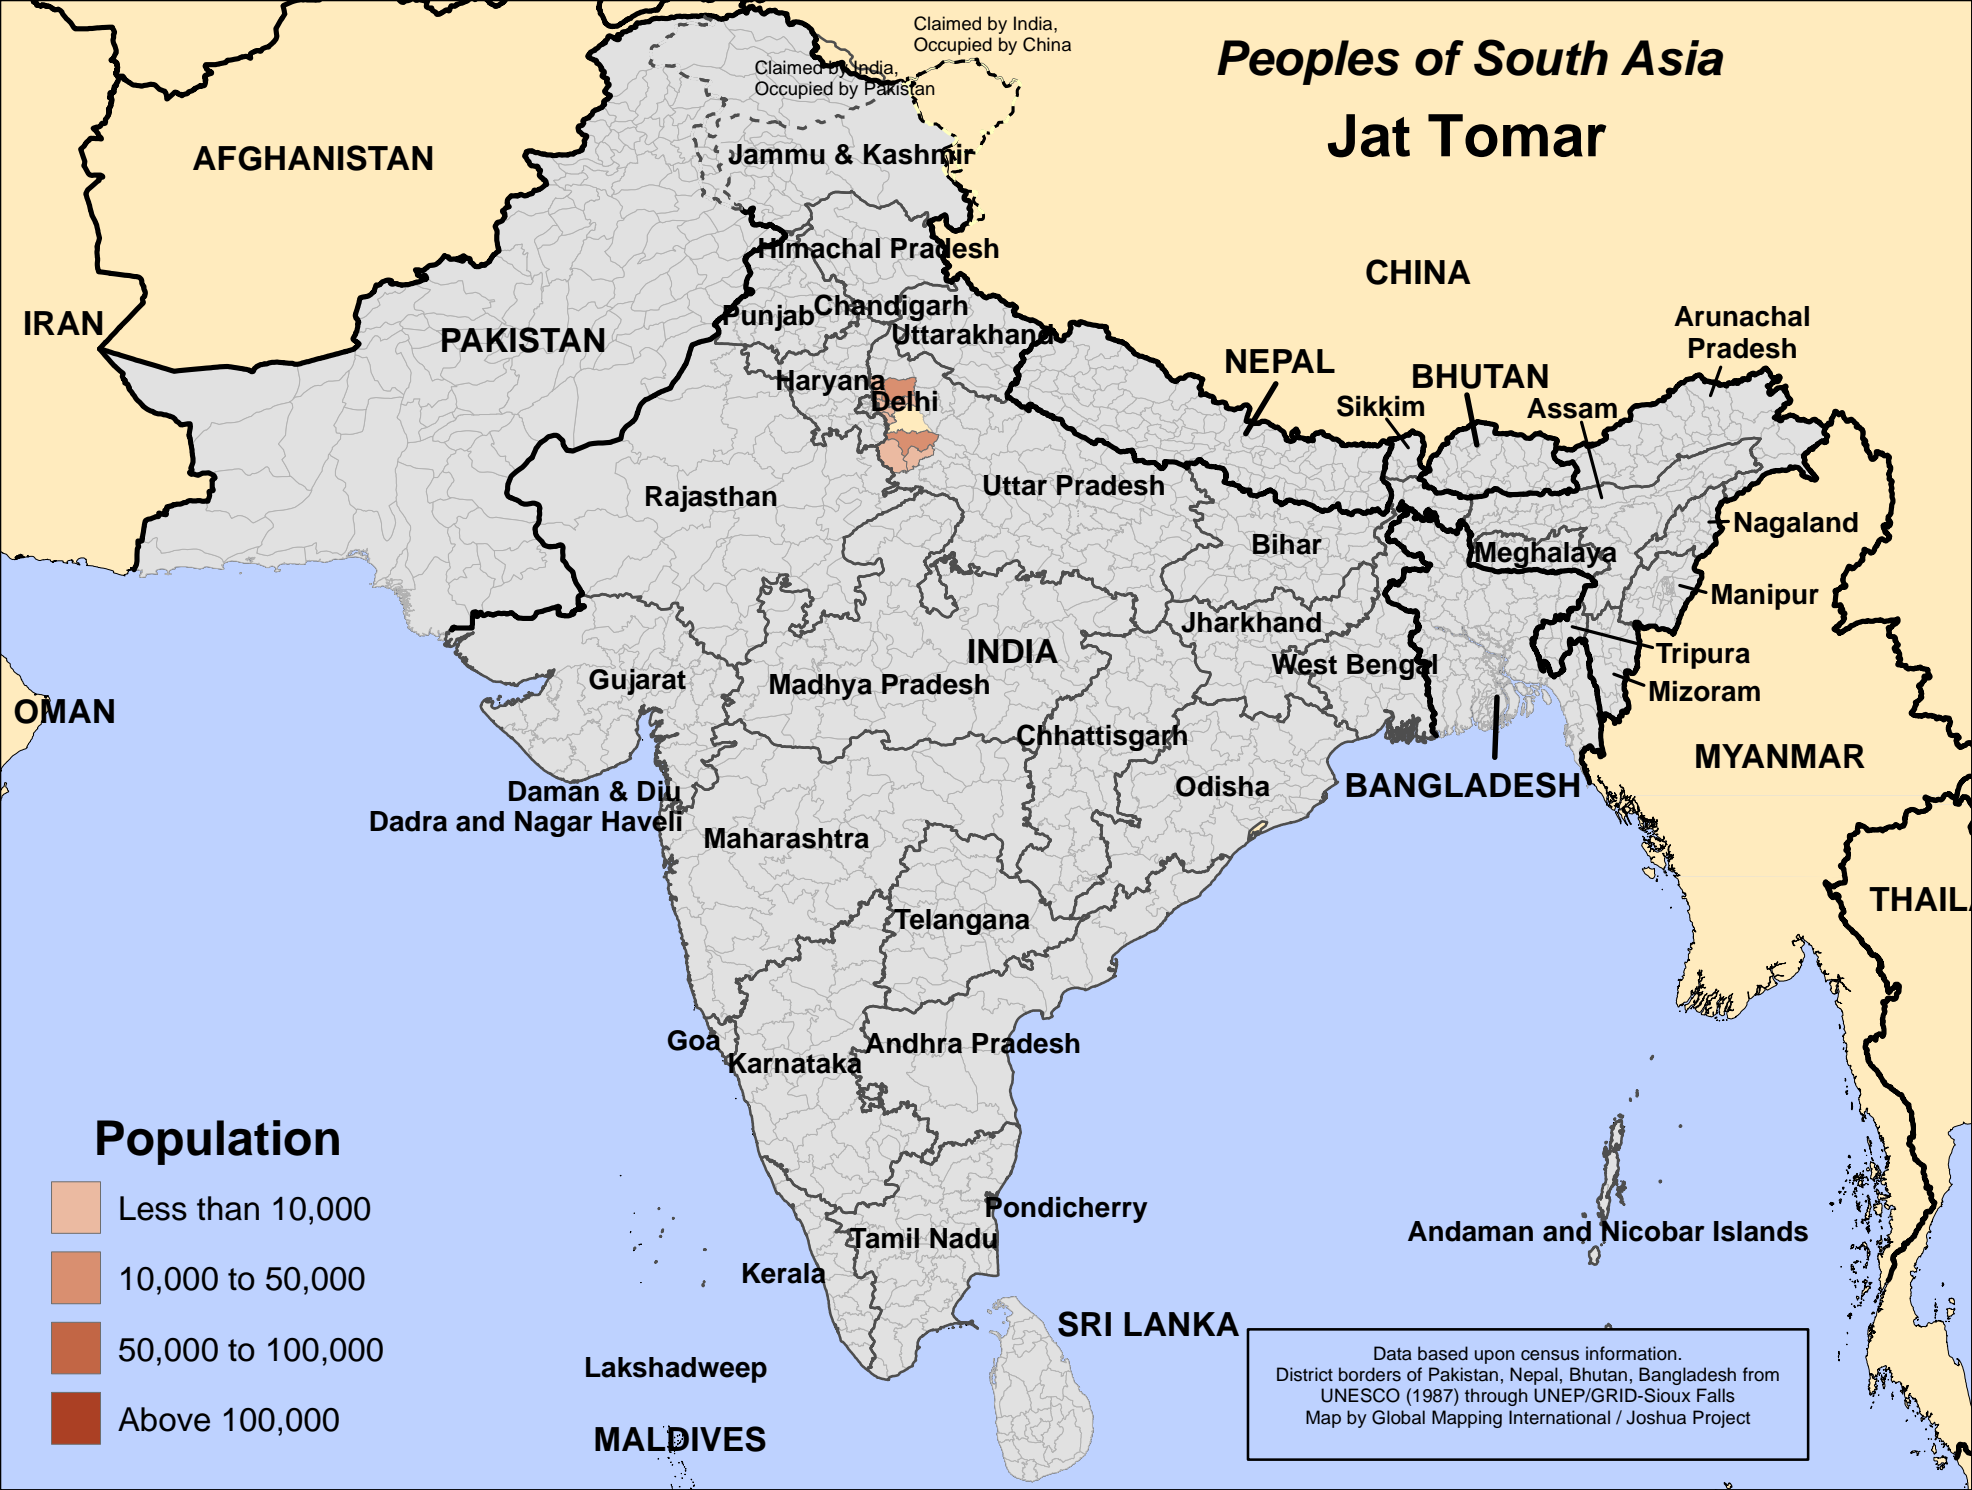 Claimed by India,
Occupied by China
Peoples of South Asia
Claimed by India,
Occupied by Pakistan
Jat Tomar
AFGHANISTAN
Jammu & Kashmir
Himachal Pradesh
CHINA
IRAN
PAKISTAN
Punjab
Chandigarh
Uttarakhand
Arunachal
Pradesh
NEPAL
BHUTAN
Haryana
Delhi
Sikkim
Assam
Rajasthan
Uttar Pradesh
Bihar
Meghalaya
Nagaland
Manipur
Jharkhand
INDIA
West Bengal
Tripura
Mizoram
Gujarat
Madhya Pradesh
OMAN
Chhattisgarh
MYANMAR
Odisha
BANGLADESH
Daman & Diu
Dadra and Nagar Haveli
Maharashtra
Telangana
THAILA
Goa
Karnataka
Andhra Pradesh
Population
Less than 10,000
10,000 to 50,000
50,000 to 100,000
Above 100,000
Pondicherry
Tamil Nadu
Kerala
Andaman and Nicobar Islands
SRI LANKA
Lakshadweep
MALDIVES
Data based upon census information.
District borders of Pakistan, Nepal, Bhutan, Bangladesh from
UNESCO (1987) through UNEP/GRID-Sioux Falls
Map by Global Mapping International / Joshua Project